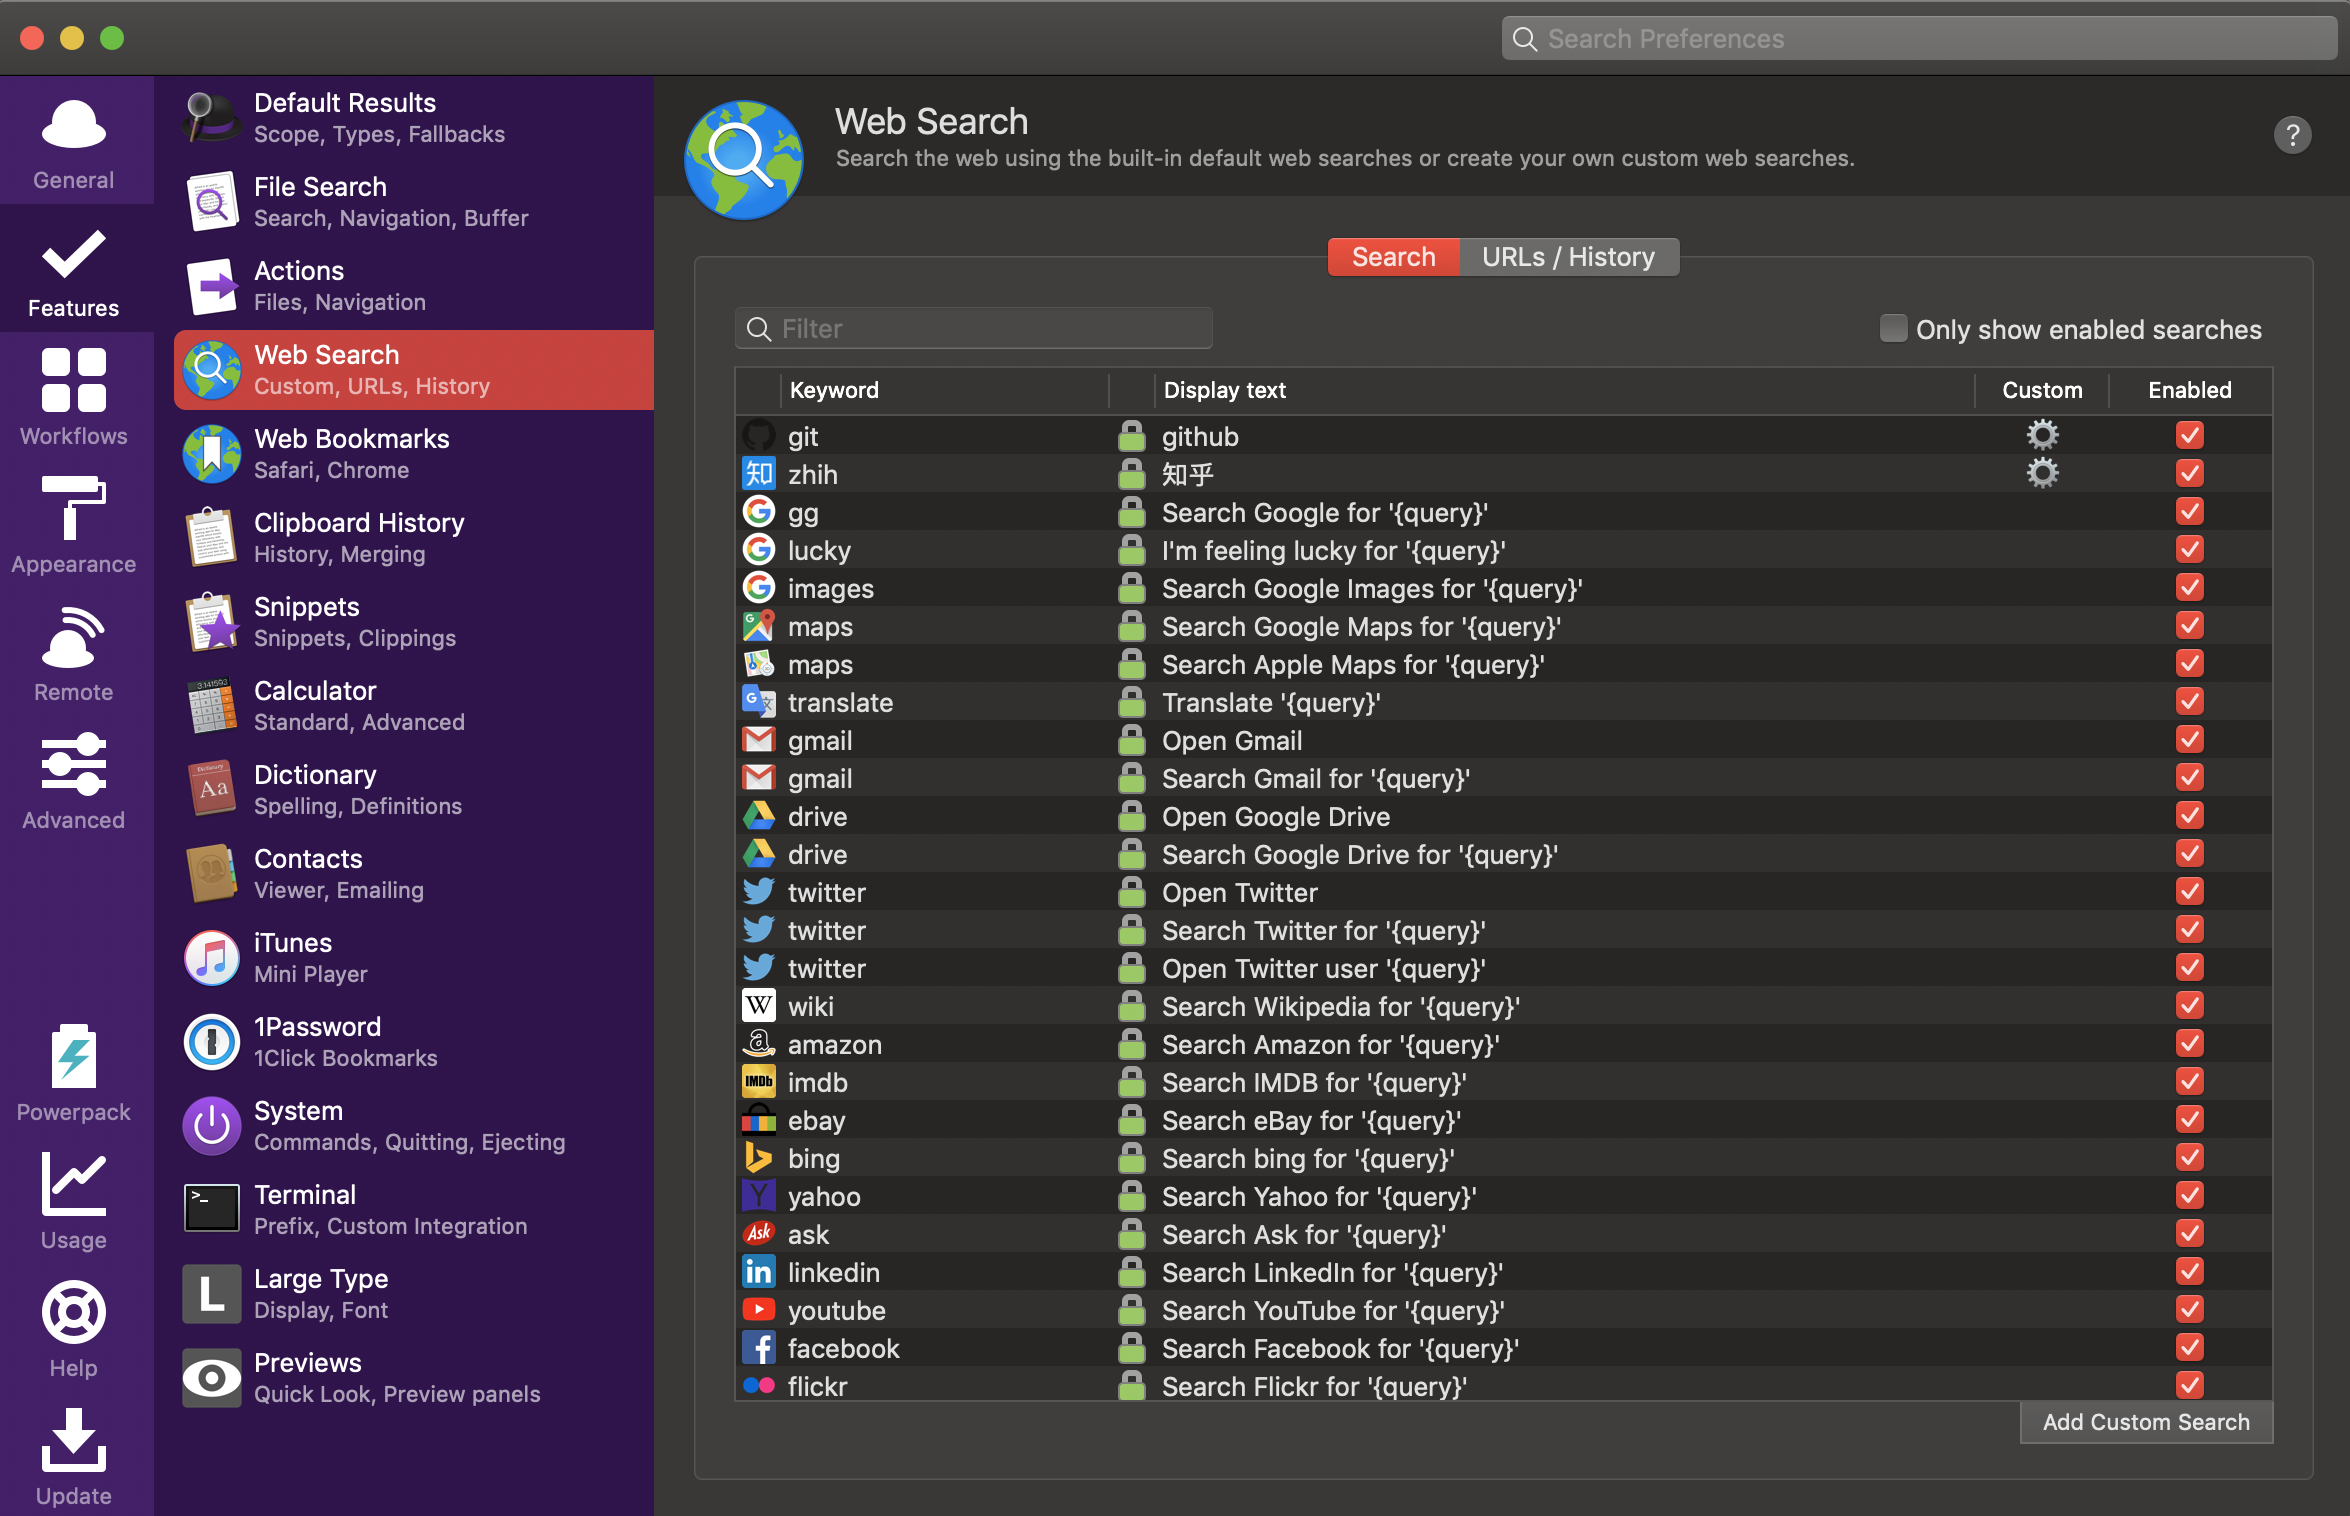 Search Preferences
General
Features
Workflows
Appearance
Remote
Advanced
Powerpack
Usage
Help
Update
Default Results
Scope, Types, Fallbacks
File Search
Search, Navigation, Buffer
Actions
Files, Navigation
Web Search
Custom, URLs, History
Web Bookmarks
Safari, Chrome
Clipboard History
History, Merging
Snippets
Snippets, Clippings
Calculator
Standard, Advanced
Dictionary
Spelling, Definitions
Contacts
Viewer, Emailing
iTunes
Mini Player
1Password
1Click Bookmarks
System
Commands, Quitting, Ejecting
Terminal
Prefix, Custom Integration
Large Type
Display, Font
Previews
Quick Look, Preview panels
Web Search
Search the web using the built-in default web searches or create your own custom web searches.
?
Search URLs / History
Filter
Only show enabled searches
Keyword Display text Custom Enabled
git github
知 zhih 知乎
gg Search Google for '{query}'
lucky I'm feeling lucky for '{query}'
images Search Google Images for '{query}'
maps Search Google Maps for '{query}'
maps Search Apple Maps for '{query}'
translate Translate '{query}'
gmail Open Gmail
gmail Search Gmail for '{query}'
drive Open Google Drive
drive Search Google Drive for '{query}'
twitter Open Twitter
twitter Search Twitter for '{query}'
twitter Open Twitter user '{query}'
W wiki Search Wikipedia for '{query}'
a amazon Search Amazon for '{query}'
IMDb imdb Search IMDB for '{query}'
ebay Search eBay for '{query}'
bing Search bing for '{query}'
Y yahoo Search Yahoo for '{query}'
Ask ask Search Ask for '{query}'
in linkedin Search LinkedIn for '{query}'
youtube Search YouTube for '{query}'
f facebook Search Facebook for '{query}'
flickr Search Flickr for '{query}'
Add Custom Search